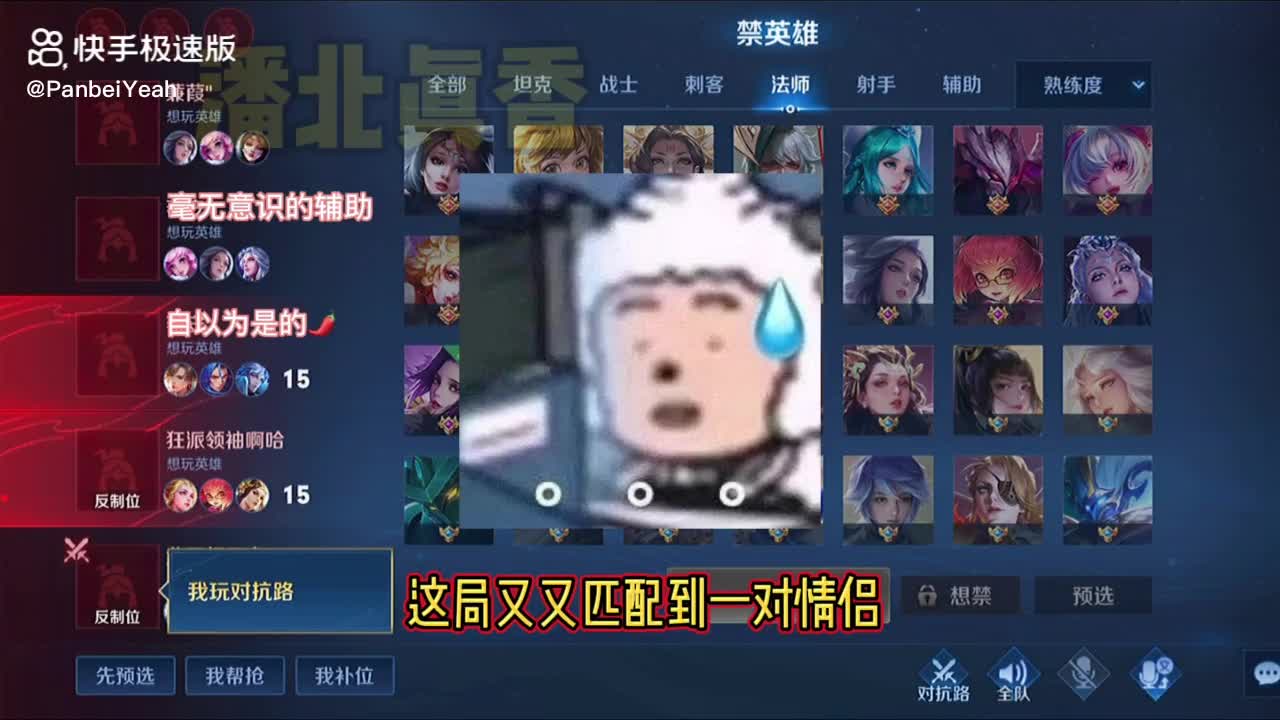 快手极速版
@PanbeiYeah
潘北真香
蒹葭"
想玩英雄
毫无意识的辅助
想玩英雄
自以为是的🌶️
想玩英雄
15
狂派领袖啊哈
想玩英雄
15
反制位
反制位
我玩对抗路
先预选
我帮抢
我补位
禁英雄
全部
坦克
战士
刺客
法师
射手
辅助
熟练度
这局又又匹配到一对情侣
想禁
预选
对抗路
全队